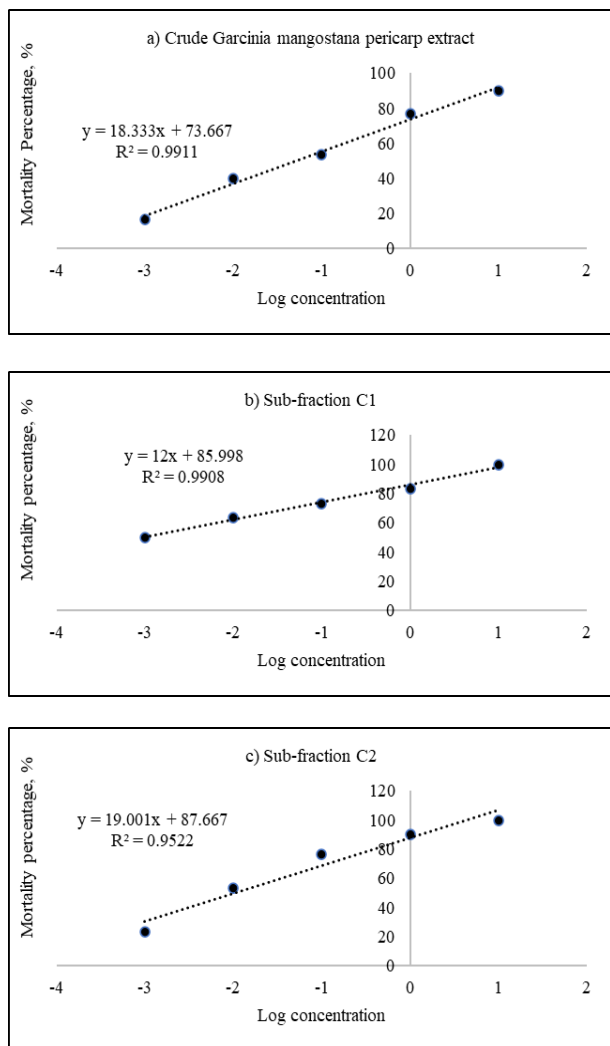 a) Crude Garcinia mangostana pericarp extract
Mortality Percentage, %
100
80
60
40
20
0
y = 18.333x + 73.667
R² = 0.9911
-4 -3 -2 -1 0 1 2
Log concentration
b) Sub-fraction C1
Mortality percentage, %
120
100
80
60
40
20
0
y = 12x + 85.998
R² = 0.9908
-4 -3 -2 -1 0 1 2
Log concentration
c) Sub-fraction C2
Mortality percentage, %
120
100
80
60
40
20
0
y = 19.001x + 87.667
R² = 0.9522
-4 -3 -2 -1 0 1 2
Log concentration